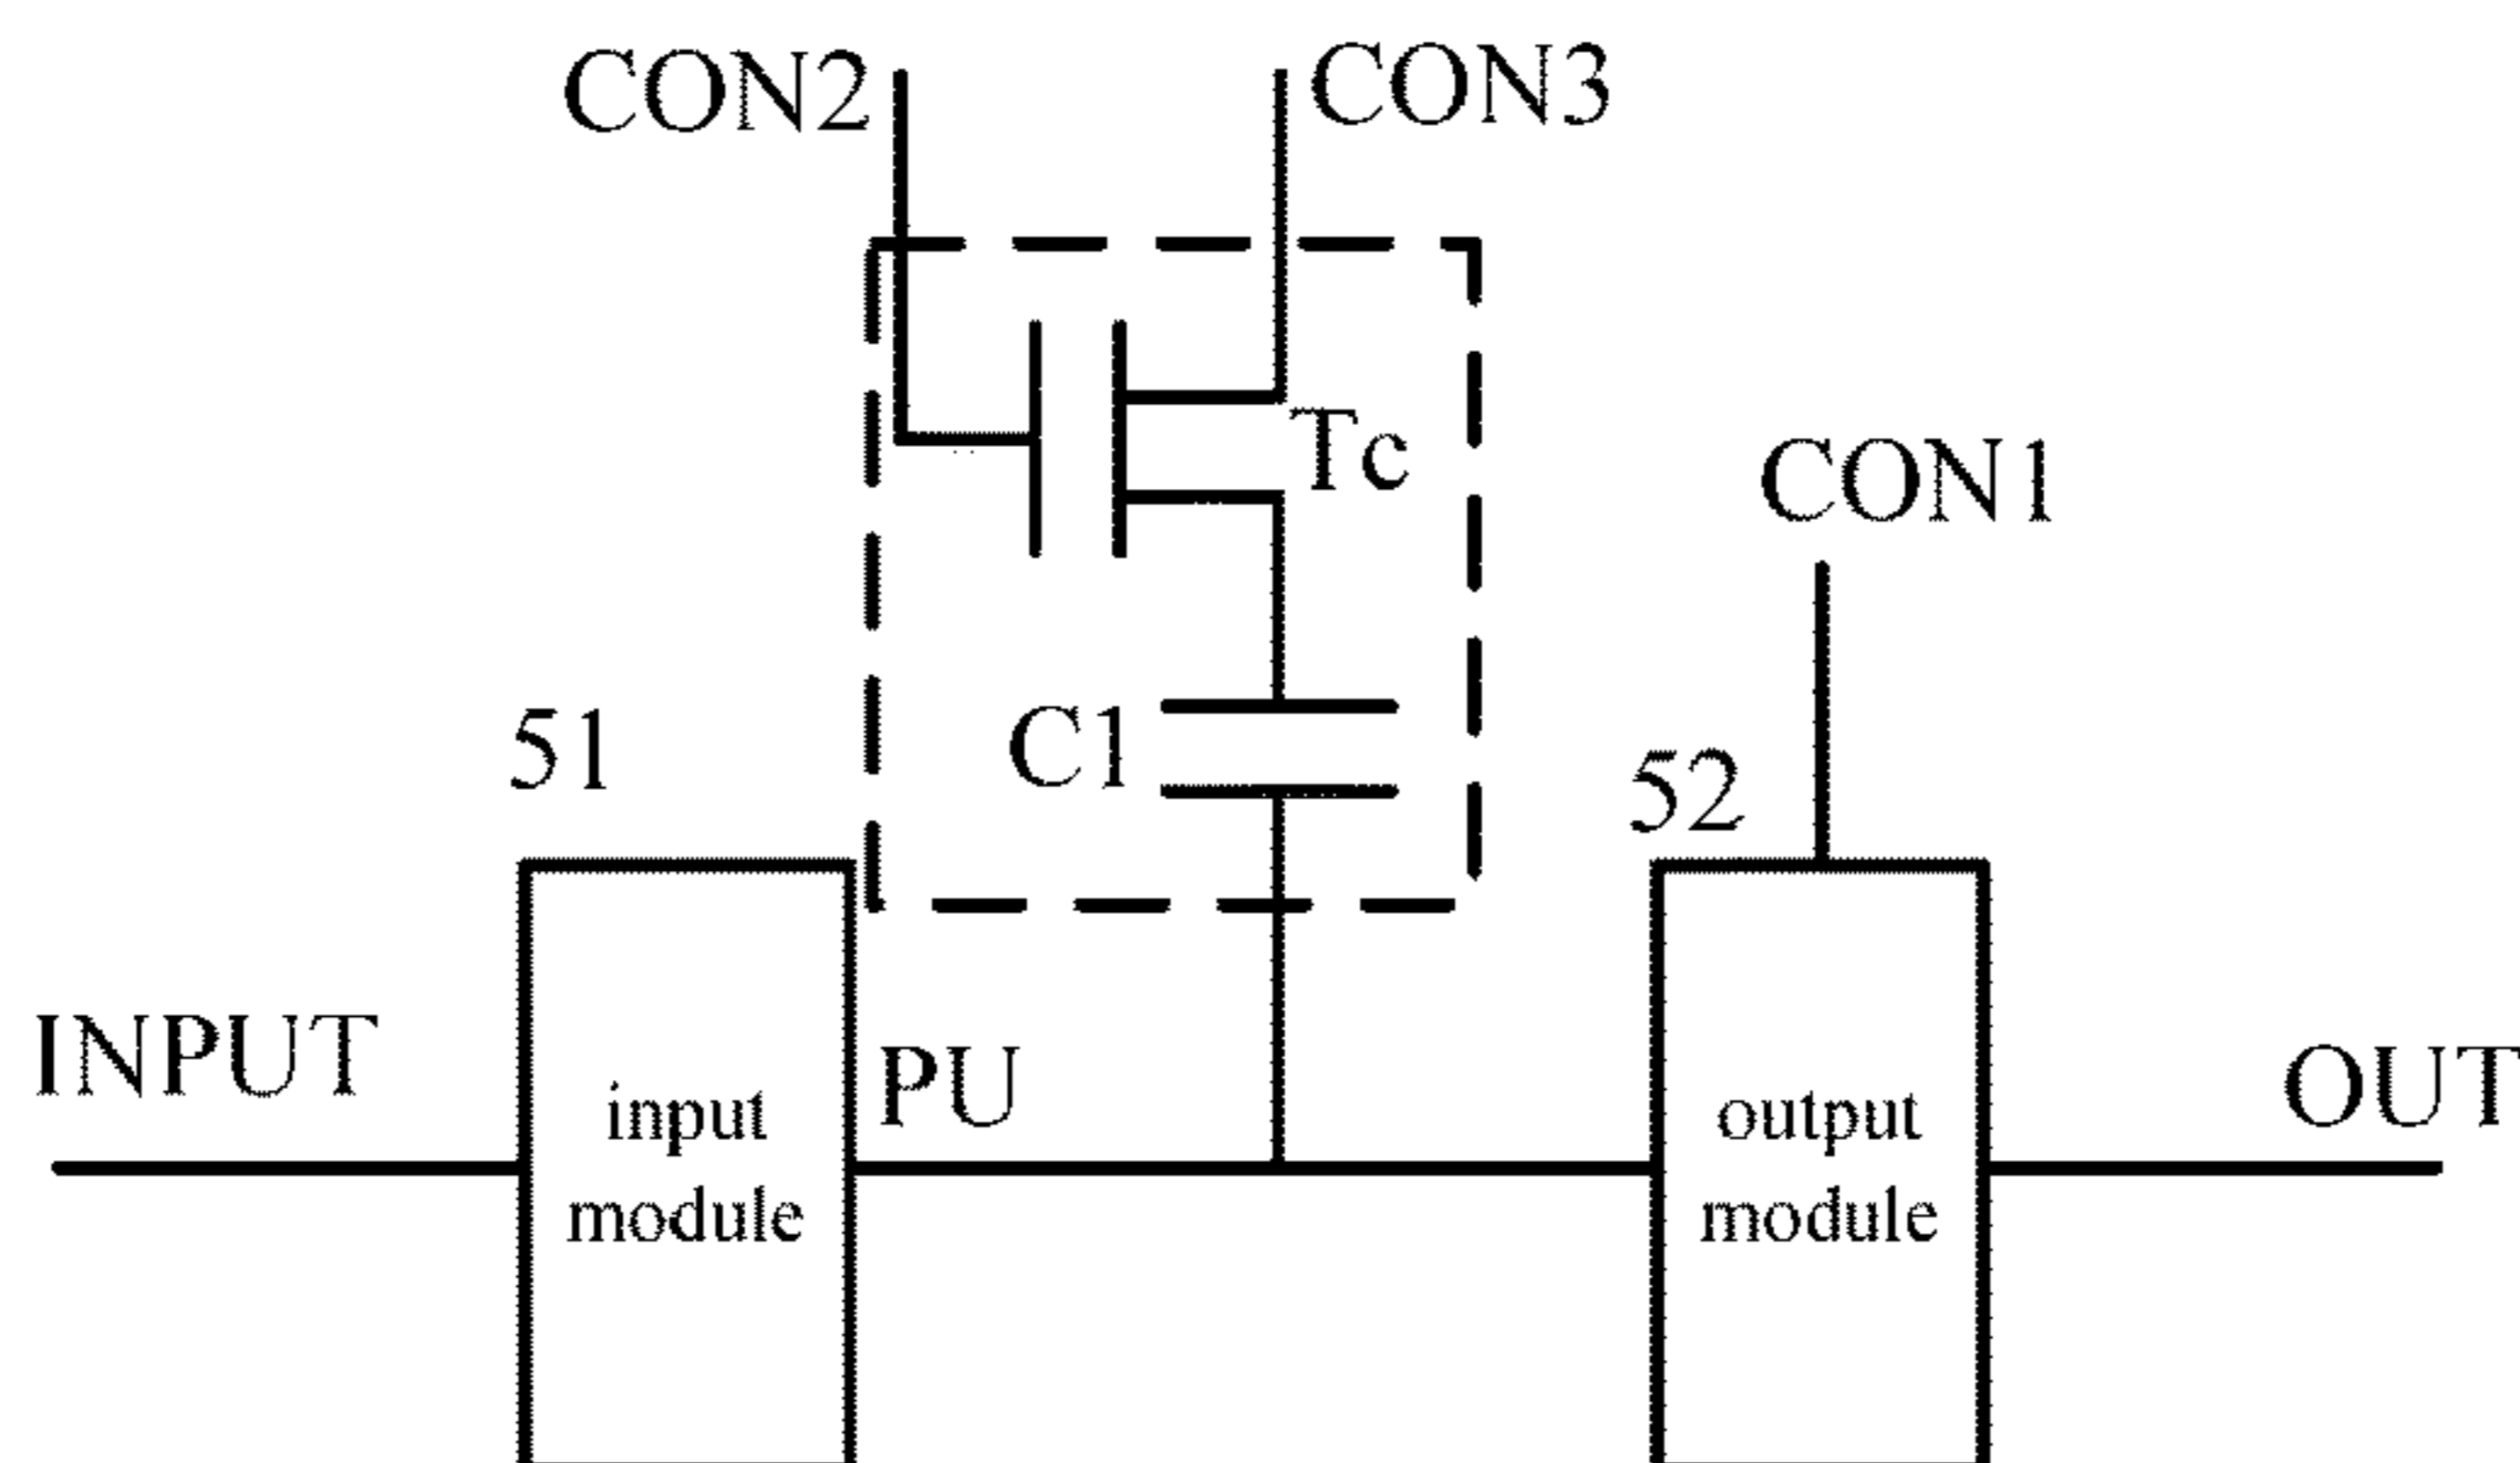 CON2
CON3
Tc
CON1
C1
51
52
INPUT
PU
OUT
input
module
output
module